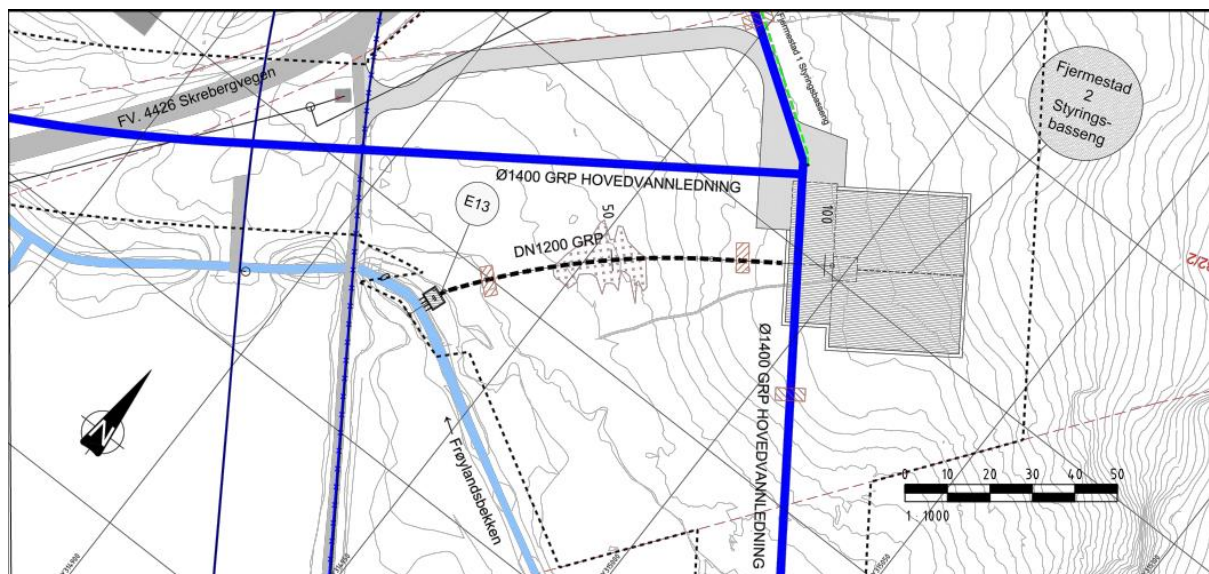 Fjermestad 1 Styringsbasseng
Fjermestad
2
Styrings-
basseng
FV. 4426 Skrebergvegen
Ø1400 GRP HOVEDVANNLEDNING
E13
50
100
DN1200 GRP
Ø1400 GRP HOVEDVANNLEDNING
N
← Frøylandsbekken
0 10 20 30 40 50
1:1000